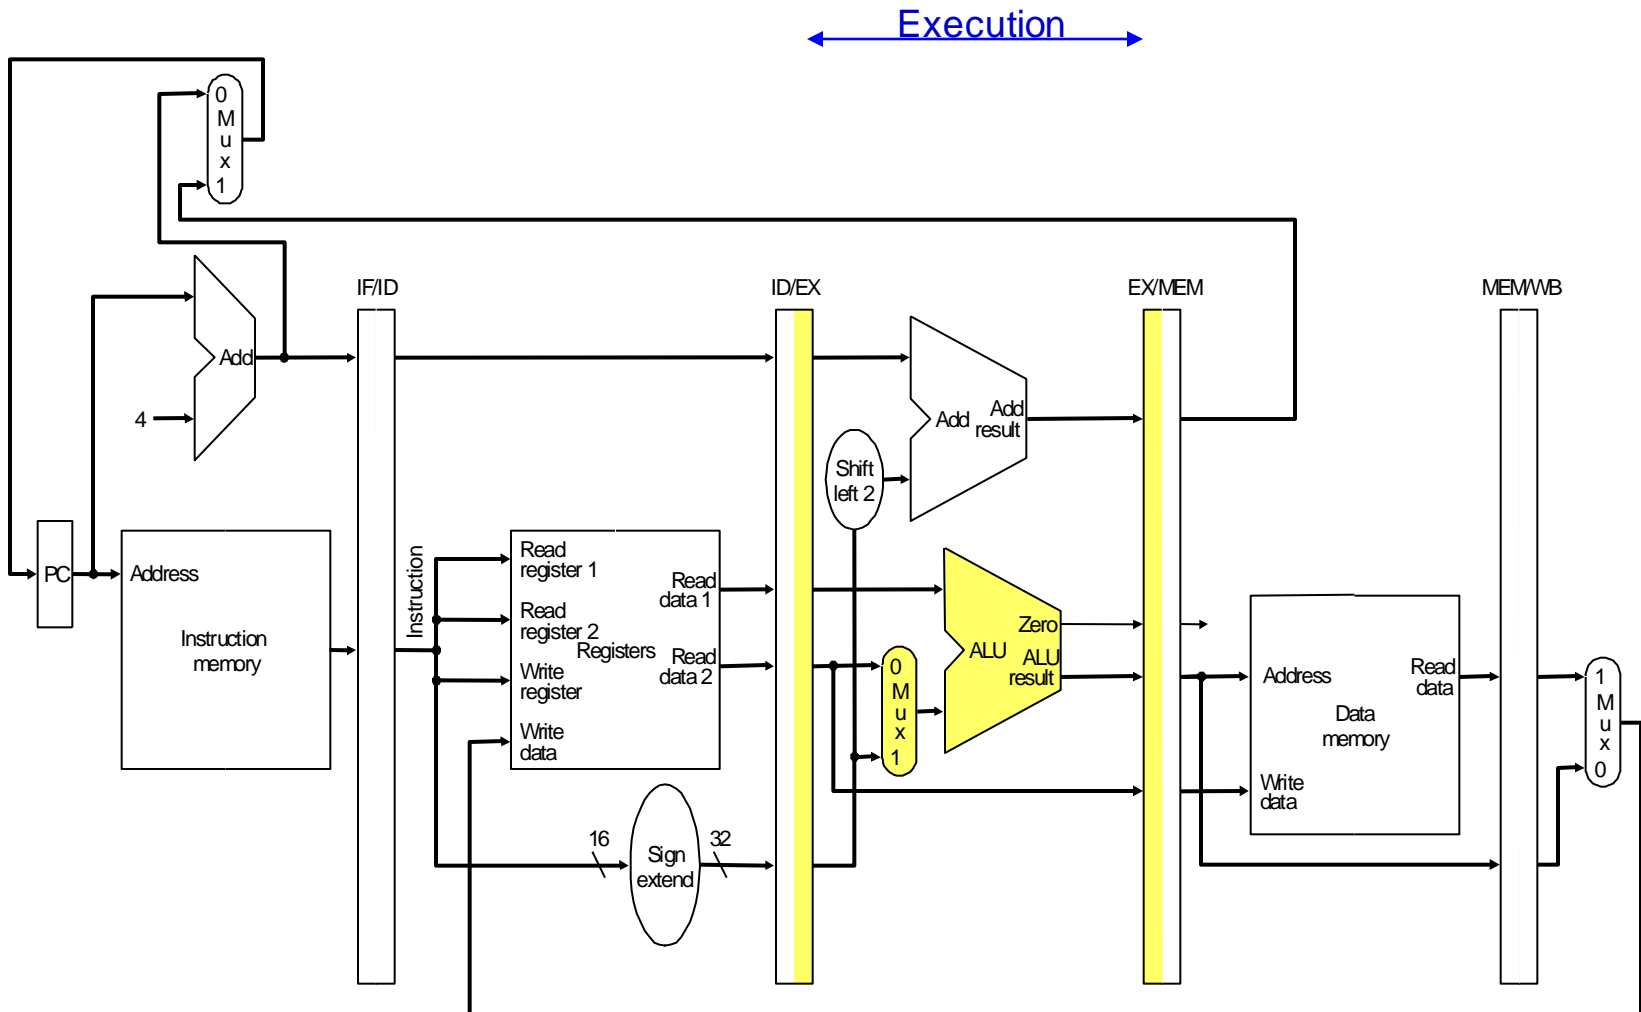 Execution
0
M
u
x
1
IF/ID
ID/EX
EX/MEM
MEM/WB
Add
4
Add
Add
result
Shift
left 2
PC
Address
Instruction
memory
Instruction
Read
register 1
Read
register 2
Registers
Write
register
Write
data
Read
data 1
Read
data 2
0
M
u
x
1
Zero
ALU
ALU
result
Address
Read
data
Data
memory
Write
data
1
M
u
x
0
16
Sign
extend
32